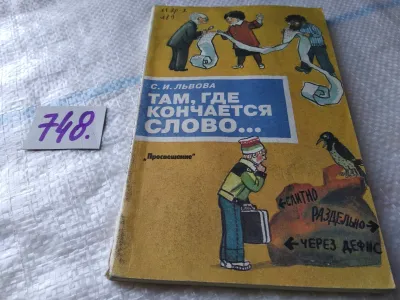 С. И. ЛЬВОВА
ТАМ, ГДЕ
КОНЧАЕТСЯ
СЛОВО...
„Просвещение"
748.
←СЛИТНО
РАЗДЕЛЬНО→
←ЧЕРЕЗ ДЕФИС